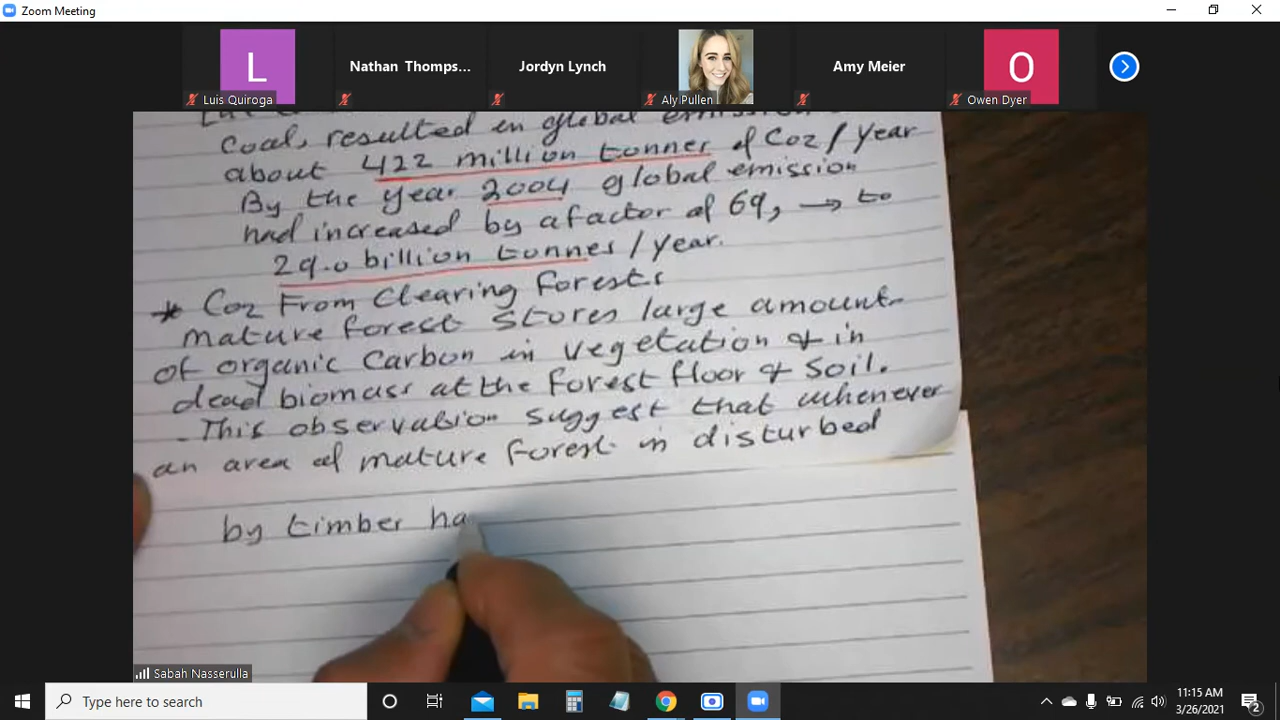 Zoom Meeting
L
Nathan Thomps...
Jordyn Lynch
Amy Meier
O
Luis Quiroga
Aly Pullen
Owen Dyer
Coal, resulted in global
about 422 million tonner of Co2 / Year
By the year 2004 global emission
had increased by a factor of 69, → to
29.0 billion tonnes / year.
* Co2 From Clearing Forests
mature forest stores large amount
of organic Carbon in vegetation & in
dead biomass at the Forest floor & Soil.
- This observation suggest that whenever
an area of mature Forest in disturbed
by timber ha
Sabah Nasserulla
Type here to search
11:15 AM
3/26/2021
2